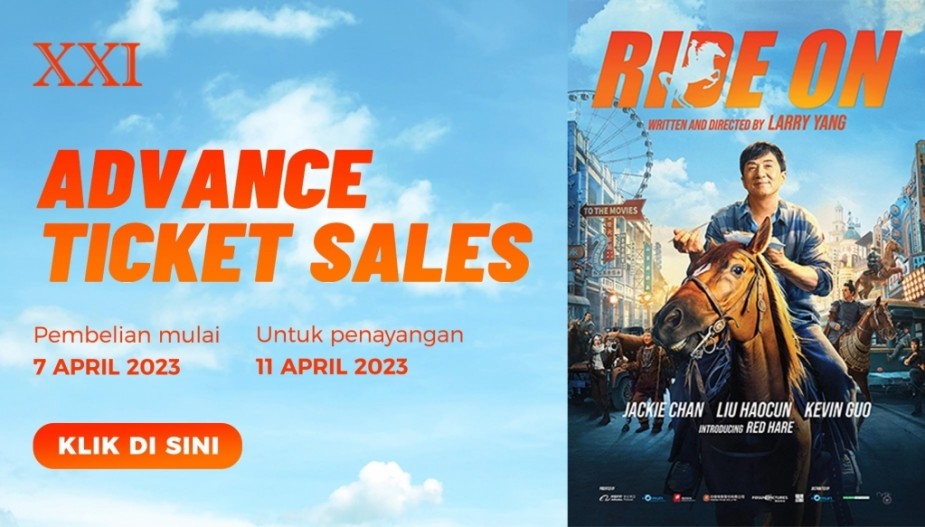 XXI
ADVANCE
TICKET SALES
Pembelian mulai
7 APRIL 2023
Untuk penayangan
11 APRIL 2023
KLIK DI SINI
RIDE ON
WRITTEN AND DIRECTED BY LARRY YANG
TO THE MOVIES
JACKIE CHAN LIU HAOCUN KEVIN GUO
INTRODUCING RED HARE